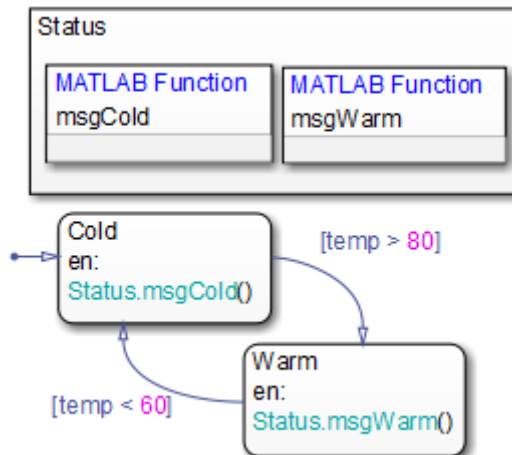 Status
MATLAB Function
msgCold
MATLAB Function
msgWarm
Cold
en:
Status.msgCold()
[temp > 80]
Warm
en:
Status.msgWarm()
[temp < 60]